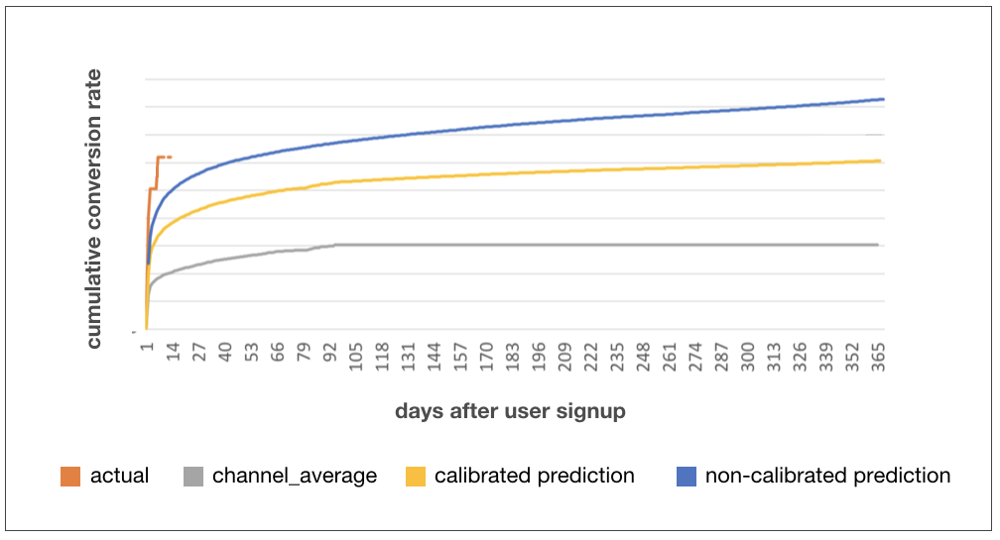 cumulative conversion rate
1 14 27 40 53 66 79 92 105 118 131 144 157 170 183 196 209 222 235 248 261 274 287 300 313 326 339 352 365
days after user signup
actual channel_average calibrated prediction non-calibrated prediction